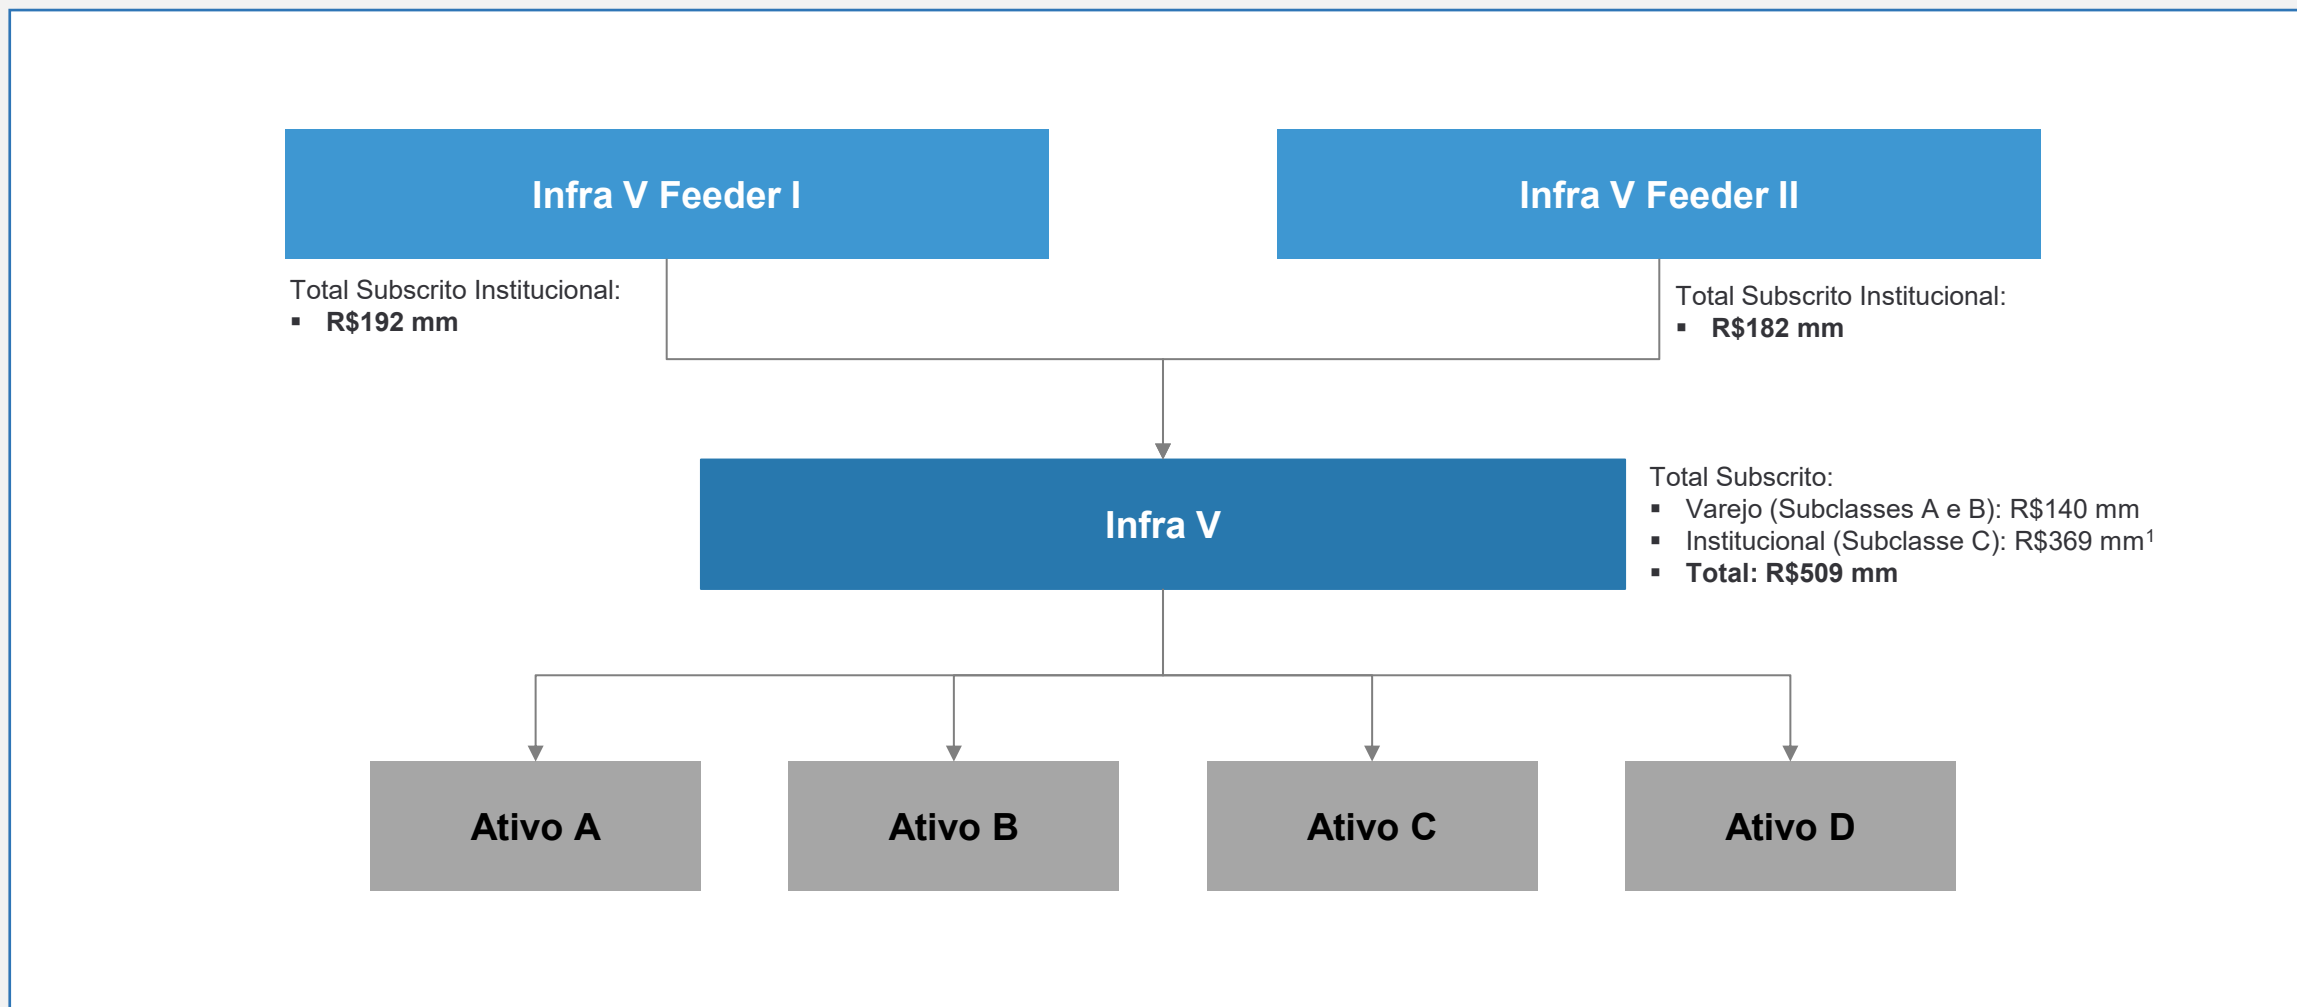 Infra V Feeder I
Infra V Feeder II
Total Subscrito Institucional:
▪ R$192 mm
Total Subscrito Institucional:
▪ R$182 mm
Infra V
Total Subscrito:
▪ Varejo (Subclasses A e B): R$140 mm
▪ Institucional (Subclasse C): R$369 mm¹
▪ Total: R$509 mm
Ativo A
Ativo B
Ativo C
Ativo D